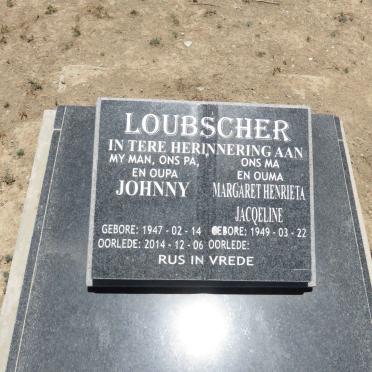 LOUBSCHER
IN TERE HERINNERING AAN
MY MAN, ONS PA,
EN OUPA
JOHNNY
GEBORE: 1947 - 02 - 14
OORLEDE: 2014 - 12 - 06
ONS MA
EN OUMA
MARGARET HENRIETA
JACQELINE
GEBORE: 1949 - 03 - 22
OORLEDE:
RUS IN VREDE